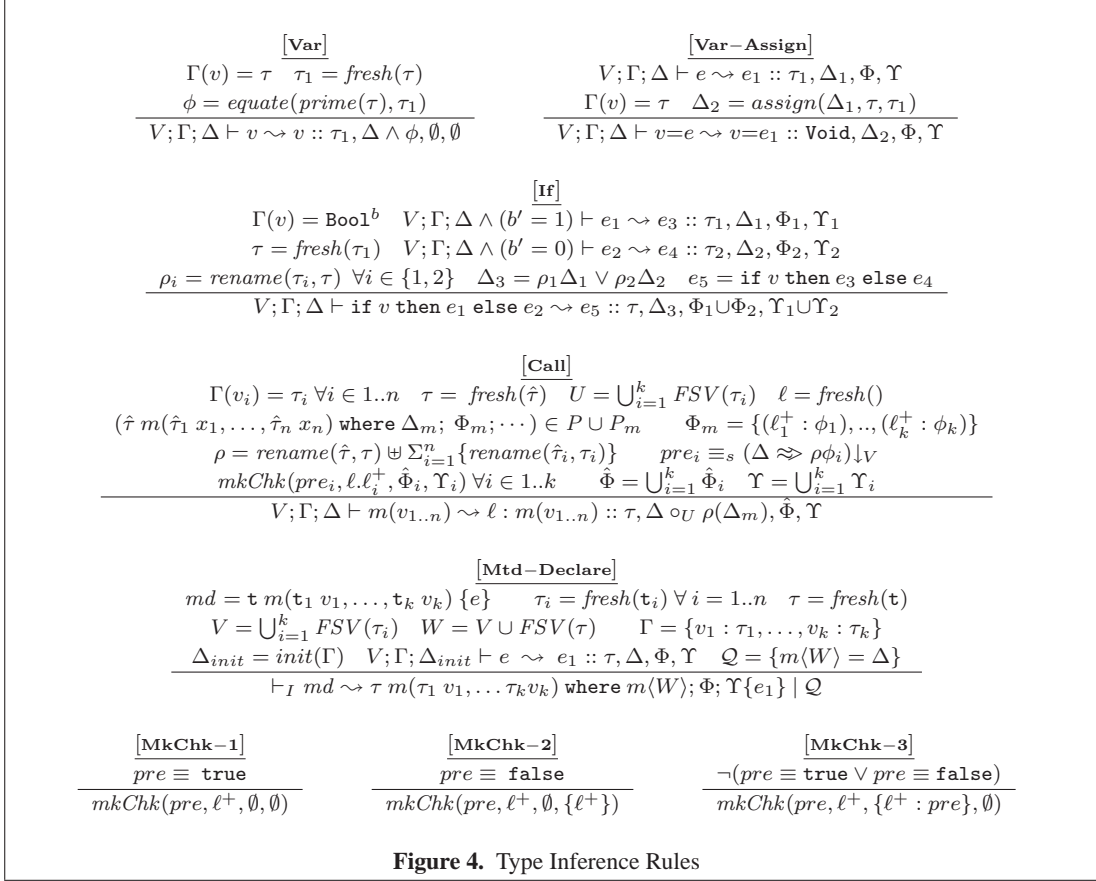 [Var] [Var−Assign]
Γ(v) = τ τ₁ = fresh(τ) V; Γ; Δ ⊢ e ⇝ e₁ :: τ₁, Δ₁, Φ, Υ
ϕ = equate(prime(τ), τ₁) Γ(v) = τ Δ₂ = assign(Δ₁, τ, τ₁)
V; Γ; Δ ⊢ v ⇝ v :: τ₁, Δ ∧ ϕ, ∅, ∅ V; Γ; Δ ⊢ v=e ⇝ v=e₁ :: Void, Δ₂, Φ, Υ
[If]
Γ(v) = Boolᵇ V; Γ; Δ ∧ (b′ = 1) ⊢ e₁ ⇝ e₃ :: τ₁, Δ₁, Φ₁, Υ₁
τ = fresh(τ₁) V; Γ; Δ ∧ (b′ = 0) ⊢ e₂ ⇝ e₄ :: τ₂, Δ₂, Φ₂, Υ₂
ρᵢ = rename(τᵢ, τ) ∀i ∈ {1, 2} Δ₃ = ρ₁Δ₁ ∨ ρ₂Δ₂ e₅ = if v then e₃ else e₄
V; Γ; Δ ⊢ if v then e₁ else e₂ ⇝ e₅ :: τ, Δ₃, Φ₁∪Φ₂, Υ₁∪Υ₂
[Call]
Γ(vᵢ) = τᵢ ∀i ∈ 1..n τ = fresh(τ̂) U = ⋃ᵢ₌₁ᵏ FSV(τᵢ) ℓ = fresh()
(τ̂ m(τ̂₁ x₁, . . . , τ̂ₙ xₙ) where Δₘ; Φₘ; · · · ) ∈ P ∪ Pₘ Φₘ = {(ℓ₁⁺ : ϕ₁), .., (ℓₖ⁺ : ϕₖ)}
ρ = rename(τ̂, τ) ⊎ Σᵢ₌₁ⁿ{rename(τ̂ᵢ, τᵢ)} preᵢ ≡ₛ (Δ ⪼ ρϕᵢ)↓_V
mkChk(preᵢ, ℓ.ℓᵢ⁺, Φ̂ᵢ, Υᵢ) ∀i ∈ 1..k Φ̂ = ⋃ᵢ₌₁ᵏ Φ̂ᵢ Υ = ⋃ᵢ₌₁ᵏ Υᵢ
V; Γ; Δ ⊢ m(v₁..ₙ) ⇝ ℓ : m(v₁..ₙ) :: τ, Δ ∘_U ρ(Δₘ), Φ̂, Υ
[Mtd−Declare]
md = t m(t₁ v₁, . . . , tₖ vₖ) {e} τᵢ = fresh(tᵢ) ∀ i = 1..n τ = fresh(t)
V = ⋃ᵢ₌₁ᵏ FSV(τᵢ) W = V ∪ FSV(τ) Γ = {v₁ : τ₁, . . . , vₖ : τₖ}
Δ_init = init(Γ) V; Γ; Δ_init ⊢ e ⇝ e₁ :: τ, Δ, Φ, Υ 𝒬 = {m⟨W⟩ = Δ}
⊢_I md ⇝ τ m(τ₁ v₁, . . . τₖvₖ) where m⟨W⟩; Φ; Υ{e₁} | 𝒬
[MkChk−1] [MkChk−2] [MkChk−3]
pre ≡ true pre ≡ false ¬(pre ≡ true ∨ pre ≡ false)
mkChk(pre, ℓ⁺, ∅, ∅) mkChk(pre, ℓ⁺, ∅, {ℓ⁺}) mkChk(pre, ℓ⁺, {ℓ⁺ : pre}, ∅)
Figure 4. Type Inference Rules